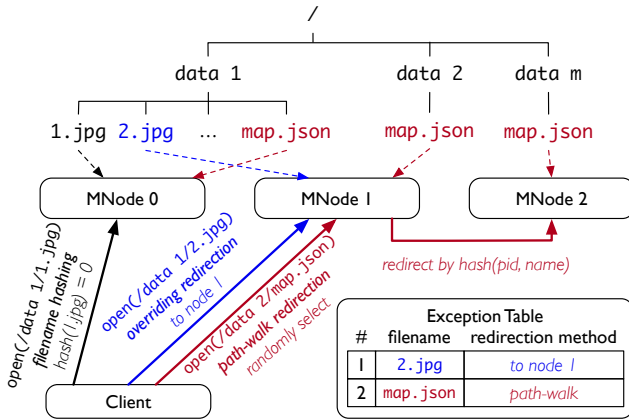 /
data 1 data 2 data m
1.jpg 2.jpg ... map.json map.json map.json
MNode 0 MNode 1 MNode 2
open(/data 1/1.jpg)
filename hashing
hash(1.jpg) = 0
open(/data 1/2.jpg)
overriding redirection
to node 1
open(/data 2/map.json)
path-walk redirection
randomly select
redirect by hash(pid, name)
Client
Exception Table
# filename redirection method
1 2.jpg to node 1
2 map.json path-walk